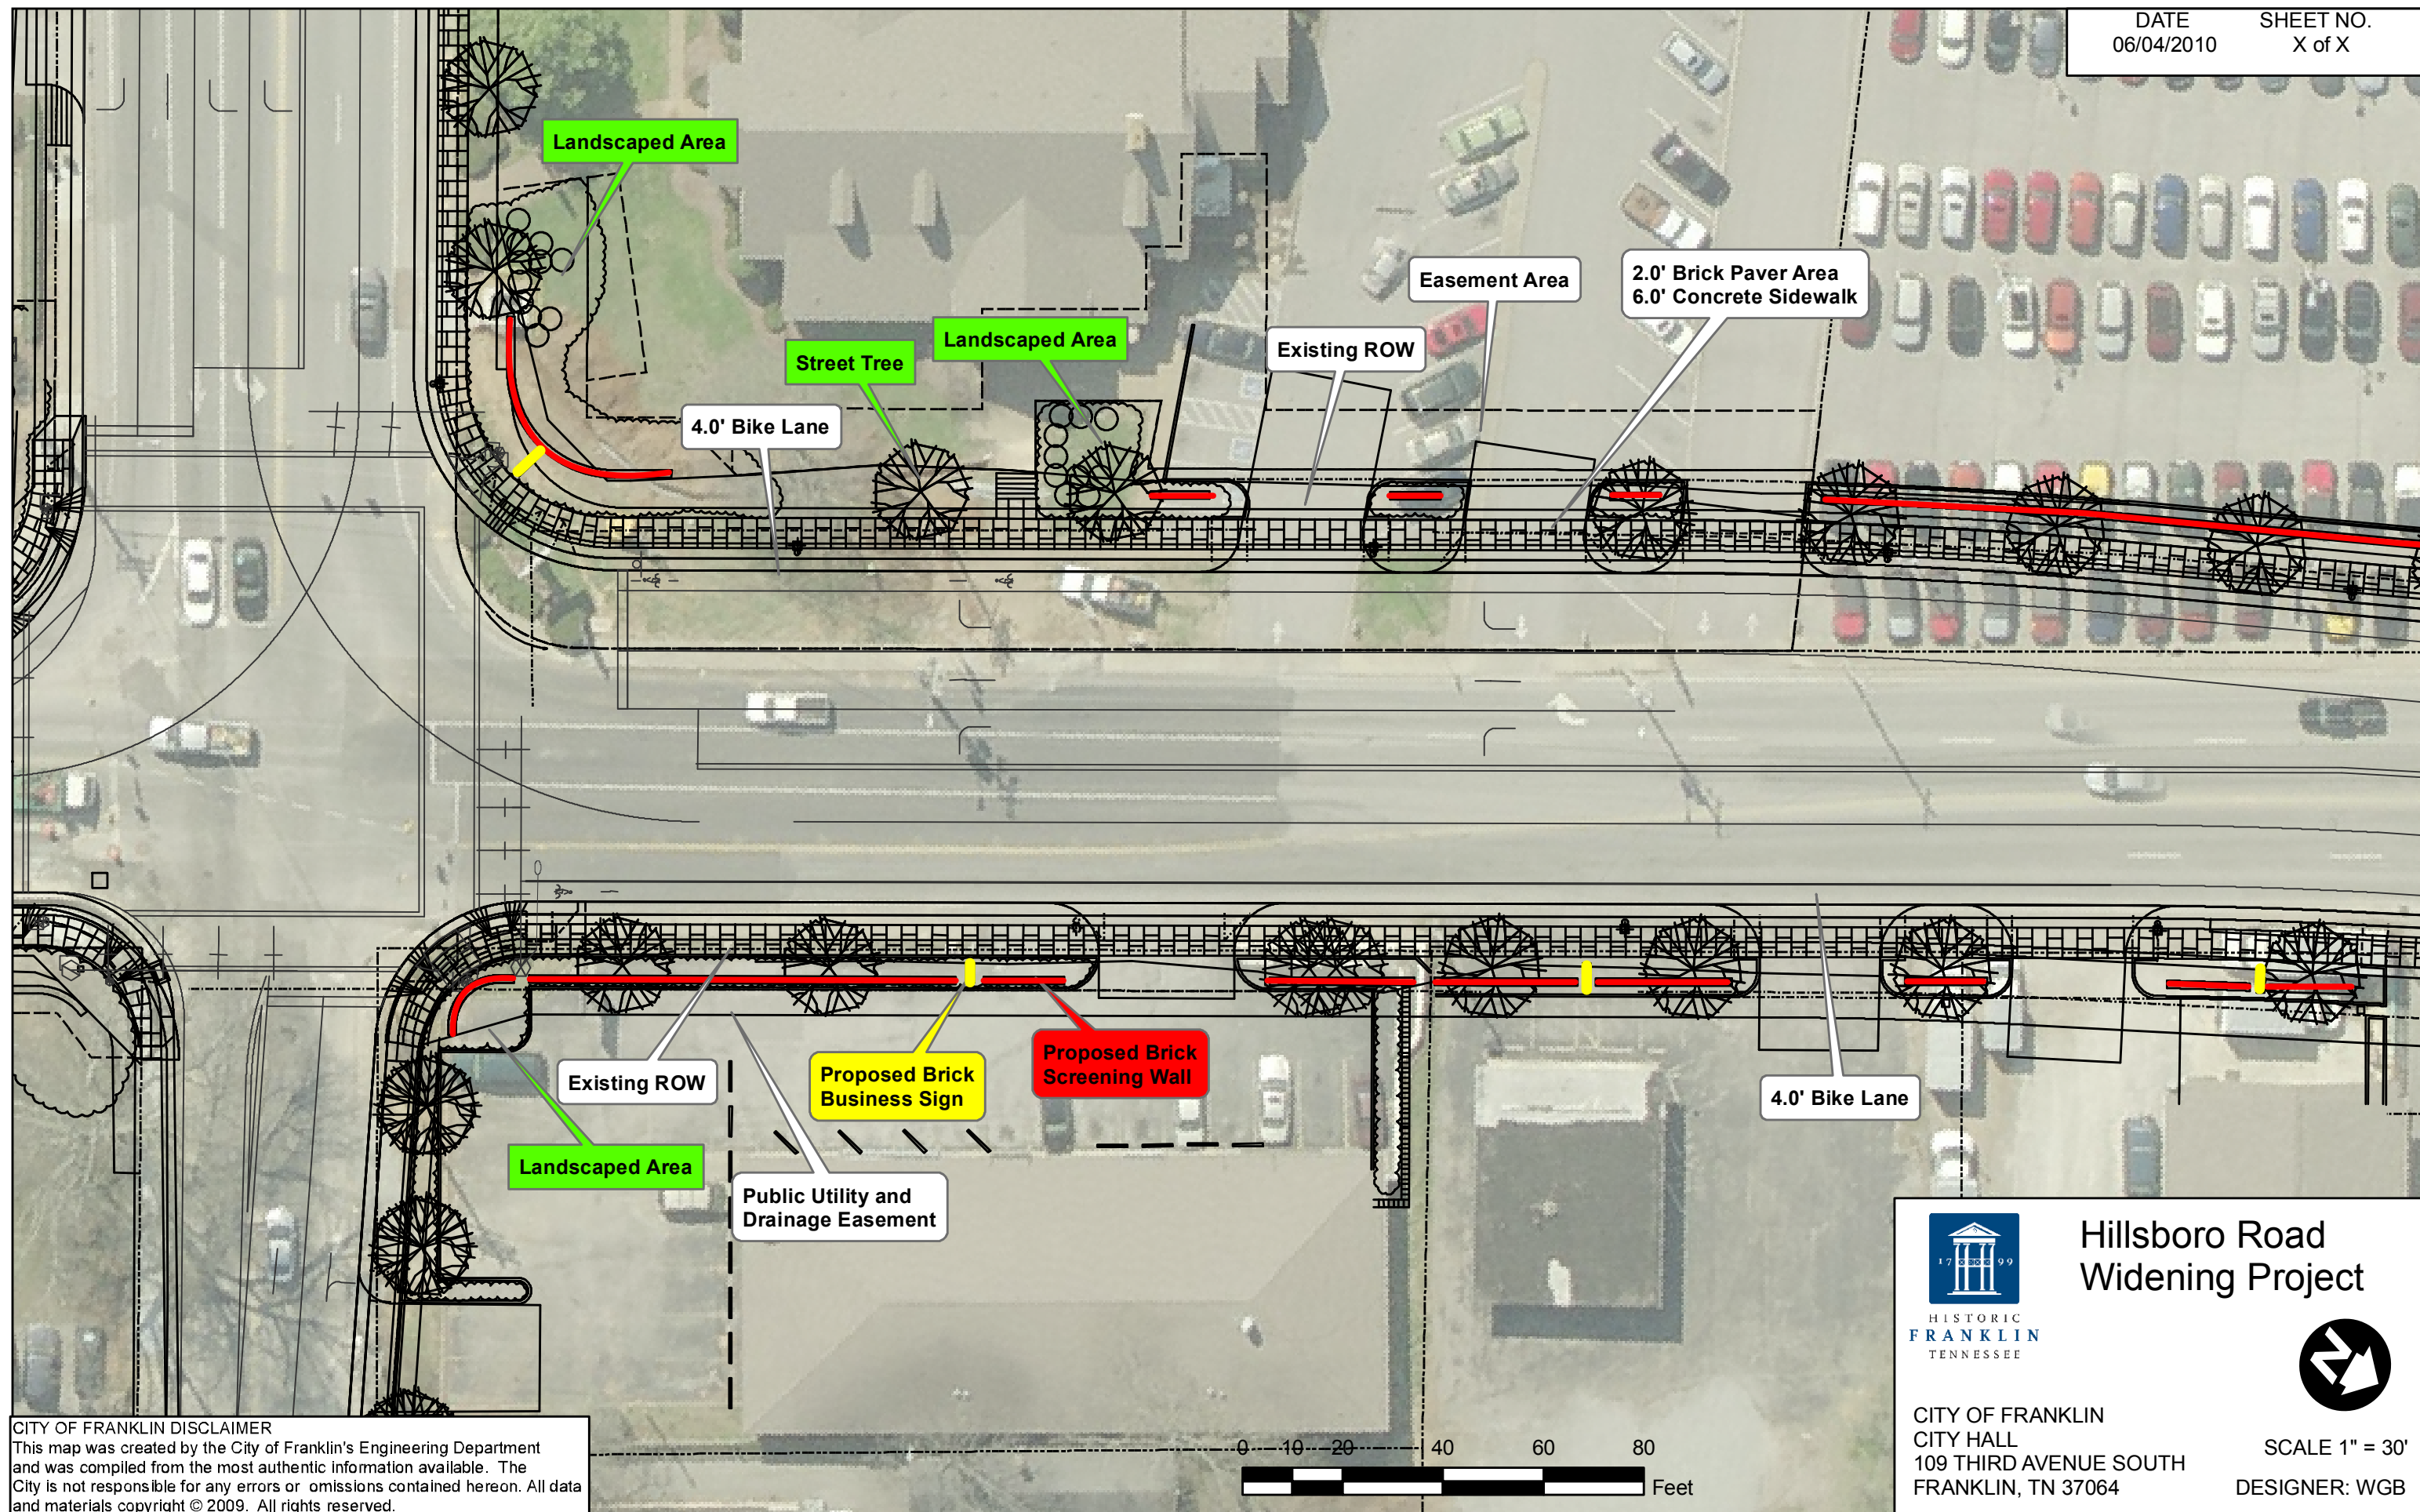 DATE
06/04/2010
SHEET NO.
X of X
Landscaped Area
Easement Area
2.0' Brick Paver Area
6.0' Concrete Sidewalk
Landscaped Area
Existing ROW
Street Tree
4.0' Bike Lane
Existing ROW
Proposed Brick
Business Sign
Proposed Brick
Screening Wall
4.0' Bike Lane
Landscaped Area
Public Utility and
Drainage Easement
Hillsboro Road
Widening Project
17 99
HISTORIC
FRANKLIN
TENNESSEE
N
CITY OF FRANKLIN
CITY HALL
109 THIRD AVENUE SOUTH
FRANKLIN, TN 37064
SCALE 1" = 30'
DESIGNER: WGB
0 10 20 40 60 80
Feet
CITY OF FRANKLIN DISCLAIMER
This map was created by the City of Franklin's Engineering Department
and was compiled from the most authentic information available. The
City is not responsible for any errors or omissions contained hereon. All data
and materials copyright © 2009. All rights reserved.